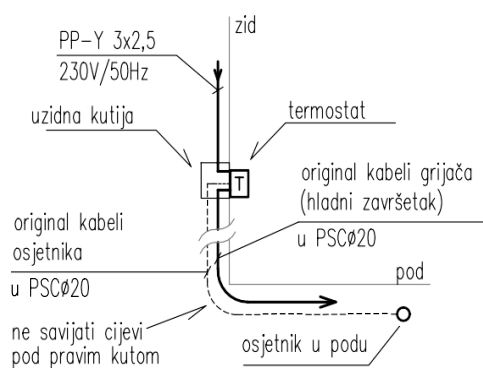 PP-Y 3x2,5
230V/50Hz
zid
uzidna kutija
termostat
T
original kabeli grijača
(hladni završetak)
u PSCø20
original kabeli
osjetnika
u PSCø20
pod
ne savijati cijevi
pod pravim kutom
osjetnik u podu